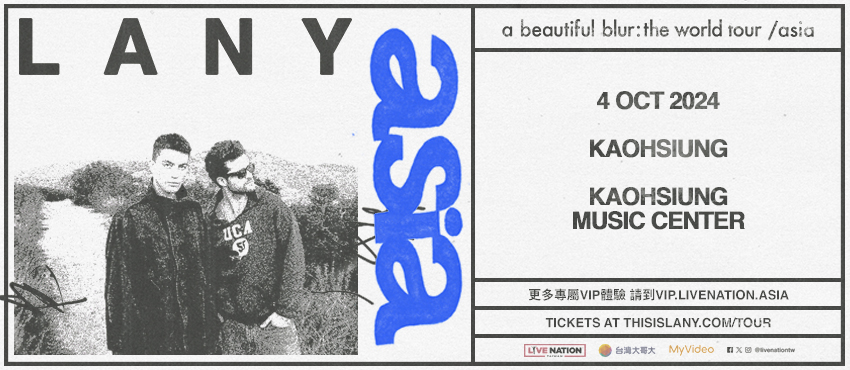 LANY
asia
a beautiful blur: the world tour /asia
4 OCT 2024
KAOHSIUNG
KAOHSIUNG
MUSIC CENTER
更多專屬VIP體驗 請到VIP.LIVENATION.ASIA
TICKETS AT THISISLANY.COM/TOUR
LIVE NATION
TAIWAN
台灣大哥大
MyVideo
@livenationtw
UCA